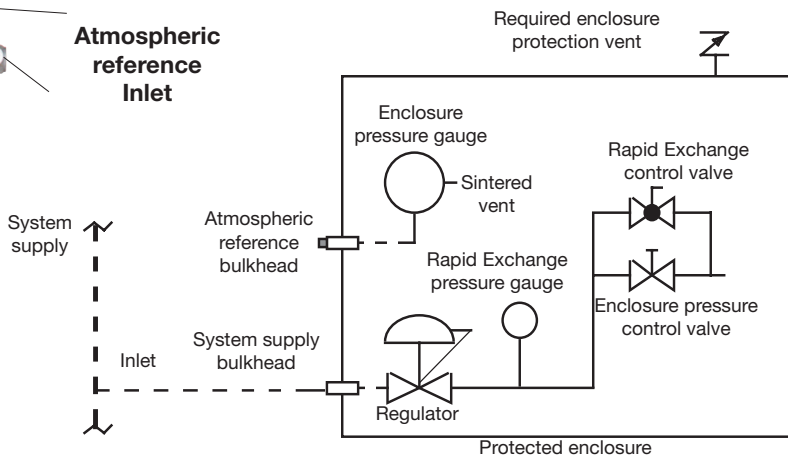 Atmospheric
reference
Inlet
Required enclosure
protection vent
Enclosure
pressure gauge
Sintered
vent
Rapid Exchange
control valve
System
supply
Atmospheric
reference
bulkhead
Rapid Exchange
pressure gauge
Enclosure pressure
control valve
System supply
bulkhead
Inlet
Regulator
Protected enclosure